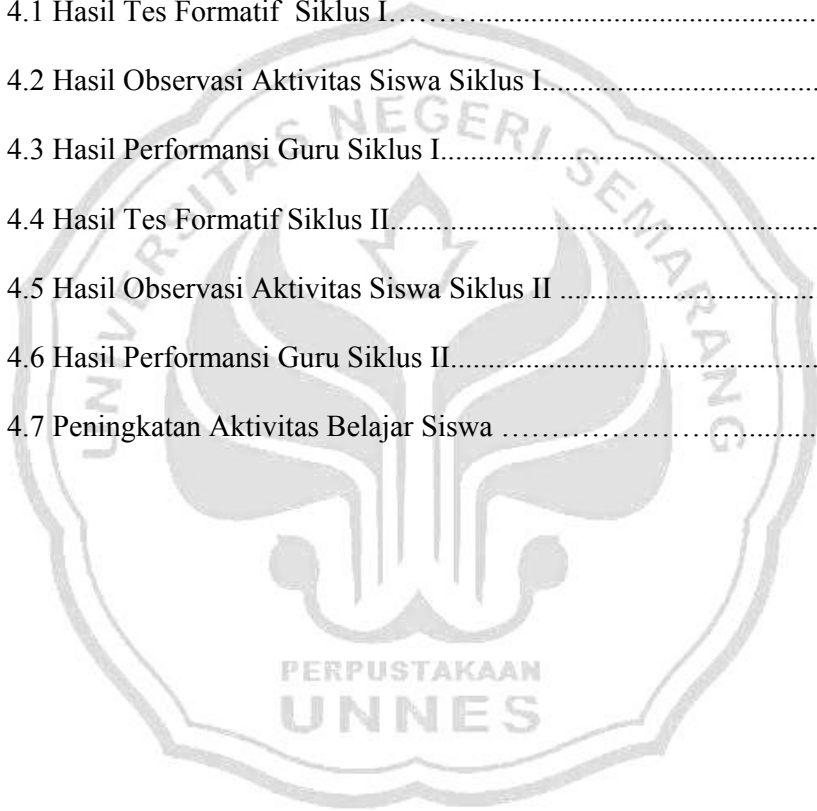 4.1 Hasil Tes Formatif  Siklus I………..............................................
4.2 Hasil Observasi Aktivitas Siswa Siklus I.....................................
4.3 Hasil Performansi Guru Siklus I..................................................
4.4 Hasil Tes Formatif Siklus II.........................................................
4.5 Hasil Observasi Aktivitas Siswa Siklus II ..................................
4.6 Hasil Performansi Guru Siklus II.................................................
4.7 Peningkatan Aktivitas Belajar Siswa ……………………...........
UNIVERSITAS NEGERI SEMARANG
PERPUSTAKAAN
UNNES